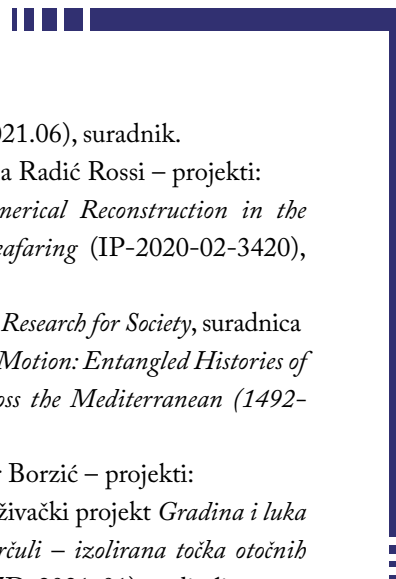 021.06), suradnik.
a Radić Rossi – projekti:
merical Reconstruction in the
eafaring (IP-2020-02-3420),
Research for Society, suradnica
Motion: Entangled Histories of
oss the Mediterranean (1492-
Borzić – projekti:
živački projekt Gradina i luka
rčuli – izolirana točka otočnih